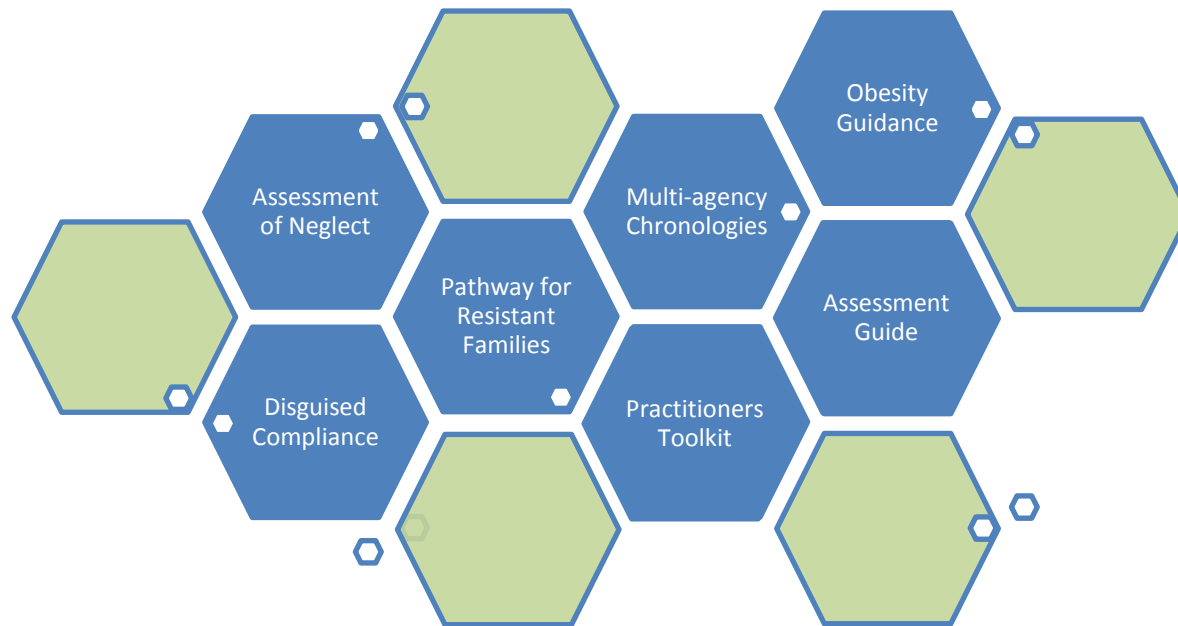 Obesity
Guidance
Assessment
of Neglect
Multi-agency
Chronologies
Pathway for
Resistant
Families
Assessment
Guide
Disguised
Compliance
Practitioners
Toolkit